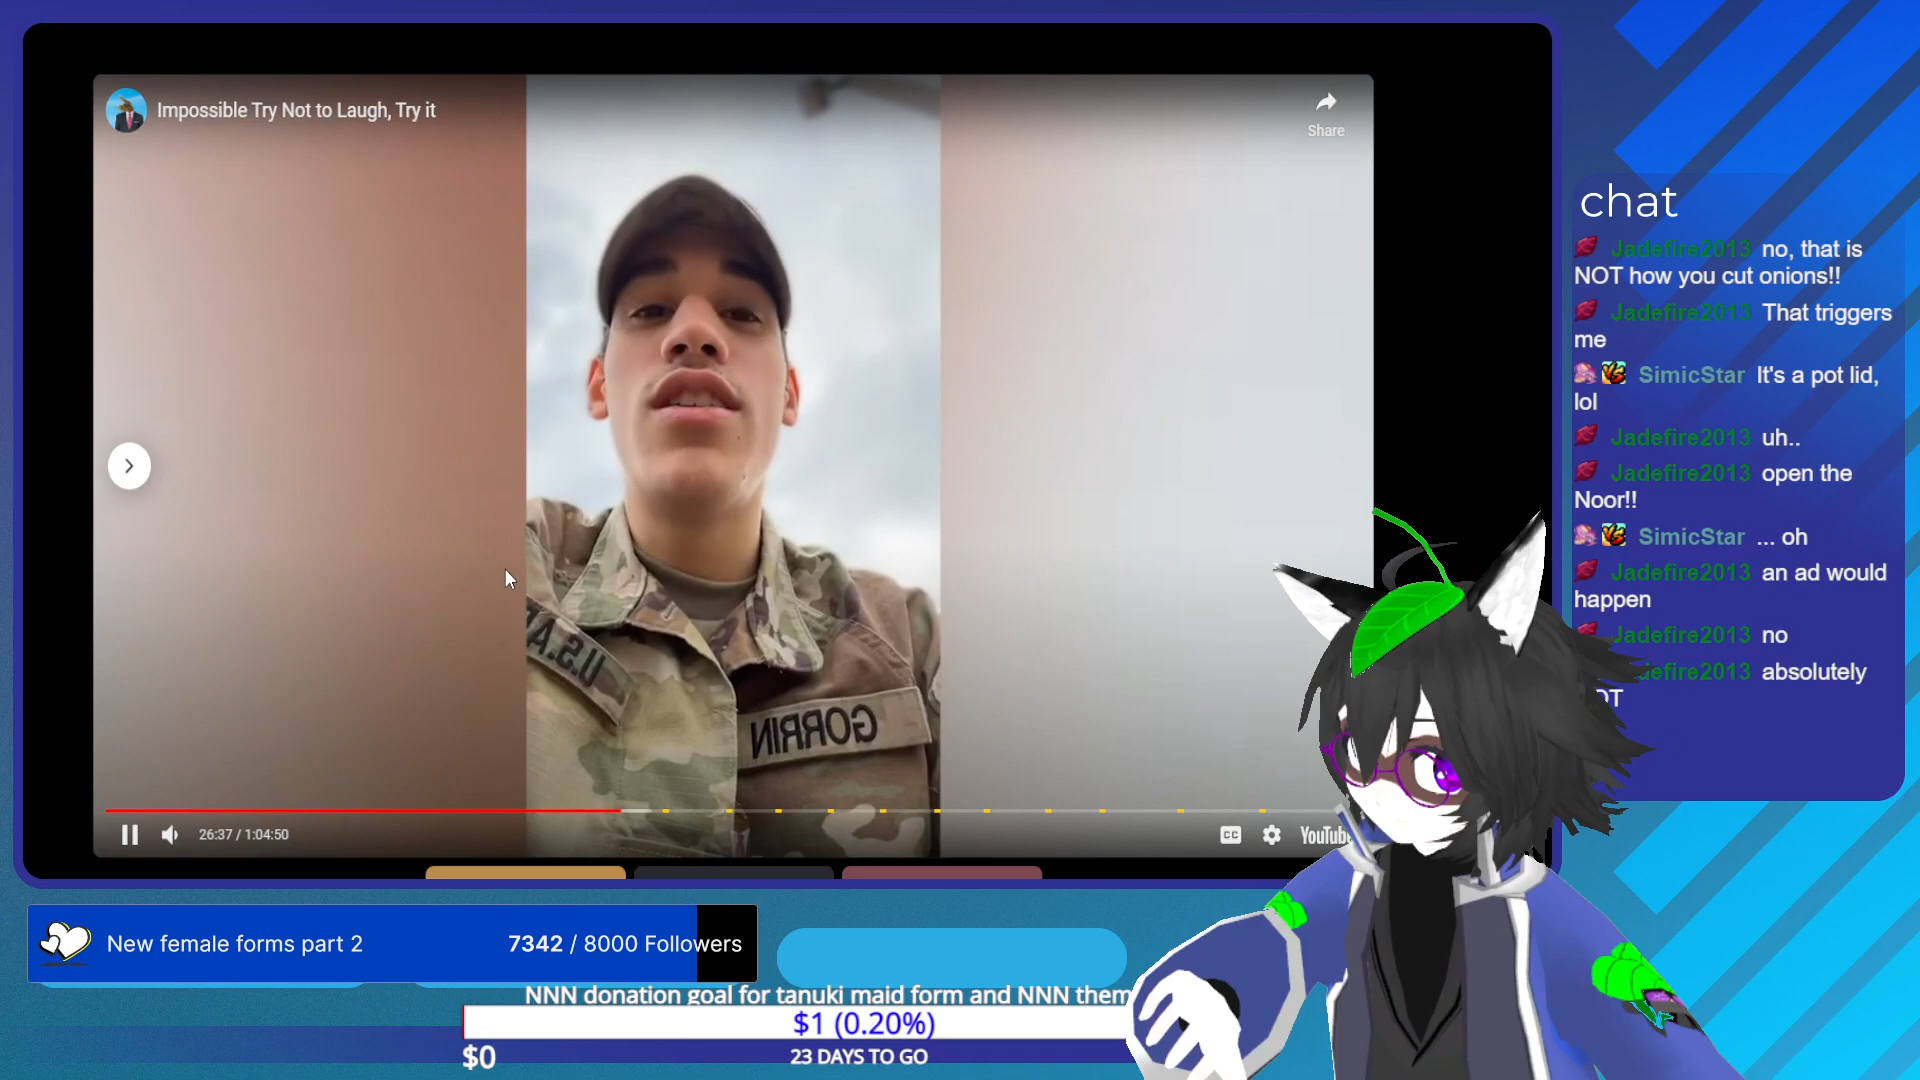 Impossible Try Not to Laugh, Try it
Share
U.S.A
GORRIN
26:37 / 1:04:50
CC
YouTube
chat
Jadefire2013 no, that is
NOT how you cut onions!!
Jadefire2013 That triggers
me
SimicStar It's a pot lid,
lol
Jadefire2013 uh..
Jadefire2013 open the
Noor!!
SimicStar ... oh
Jadefire2013 an ad would
happen
Jadefire2013 no
defire2013 absolutely
OT
New female forms part 2
7342 / 8000 Followers
NNN donation goal for tanuki maid form and NNN them
$1 (0.20%)
$0
23 DAYS TO GO